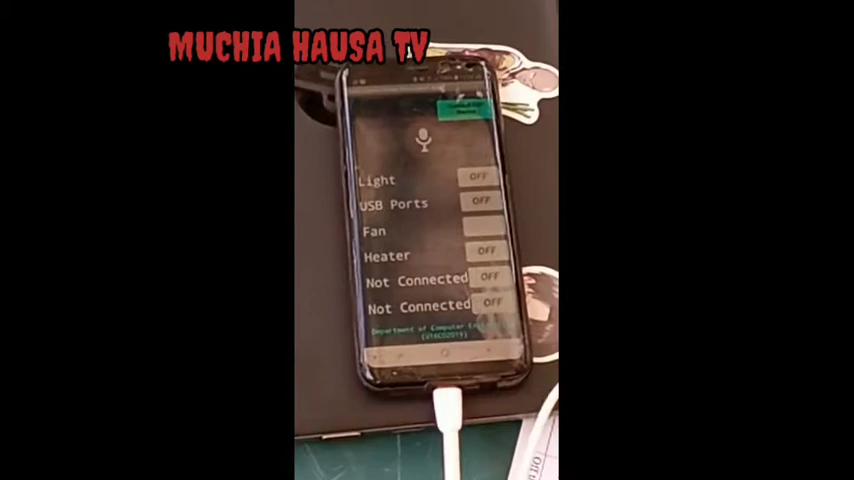 MUCHIA HAUSA TV
Light OFF
USB Ports OFF
Fan
Heater OFF
Not Connected OFF
Not Connected OFF
Department of Computer